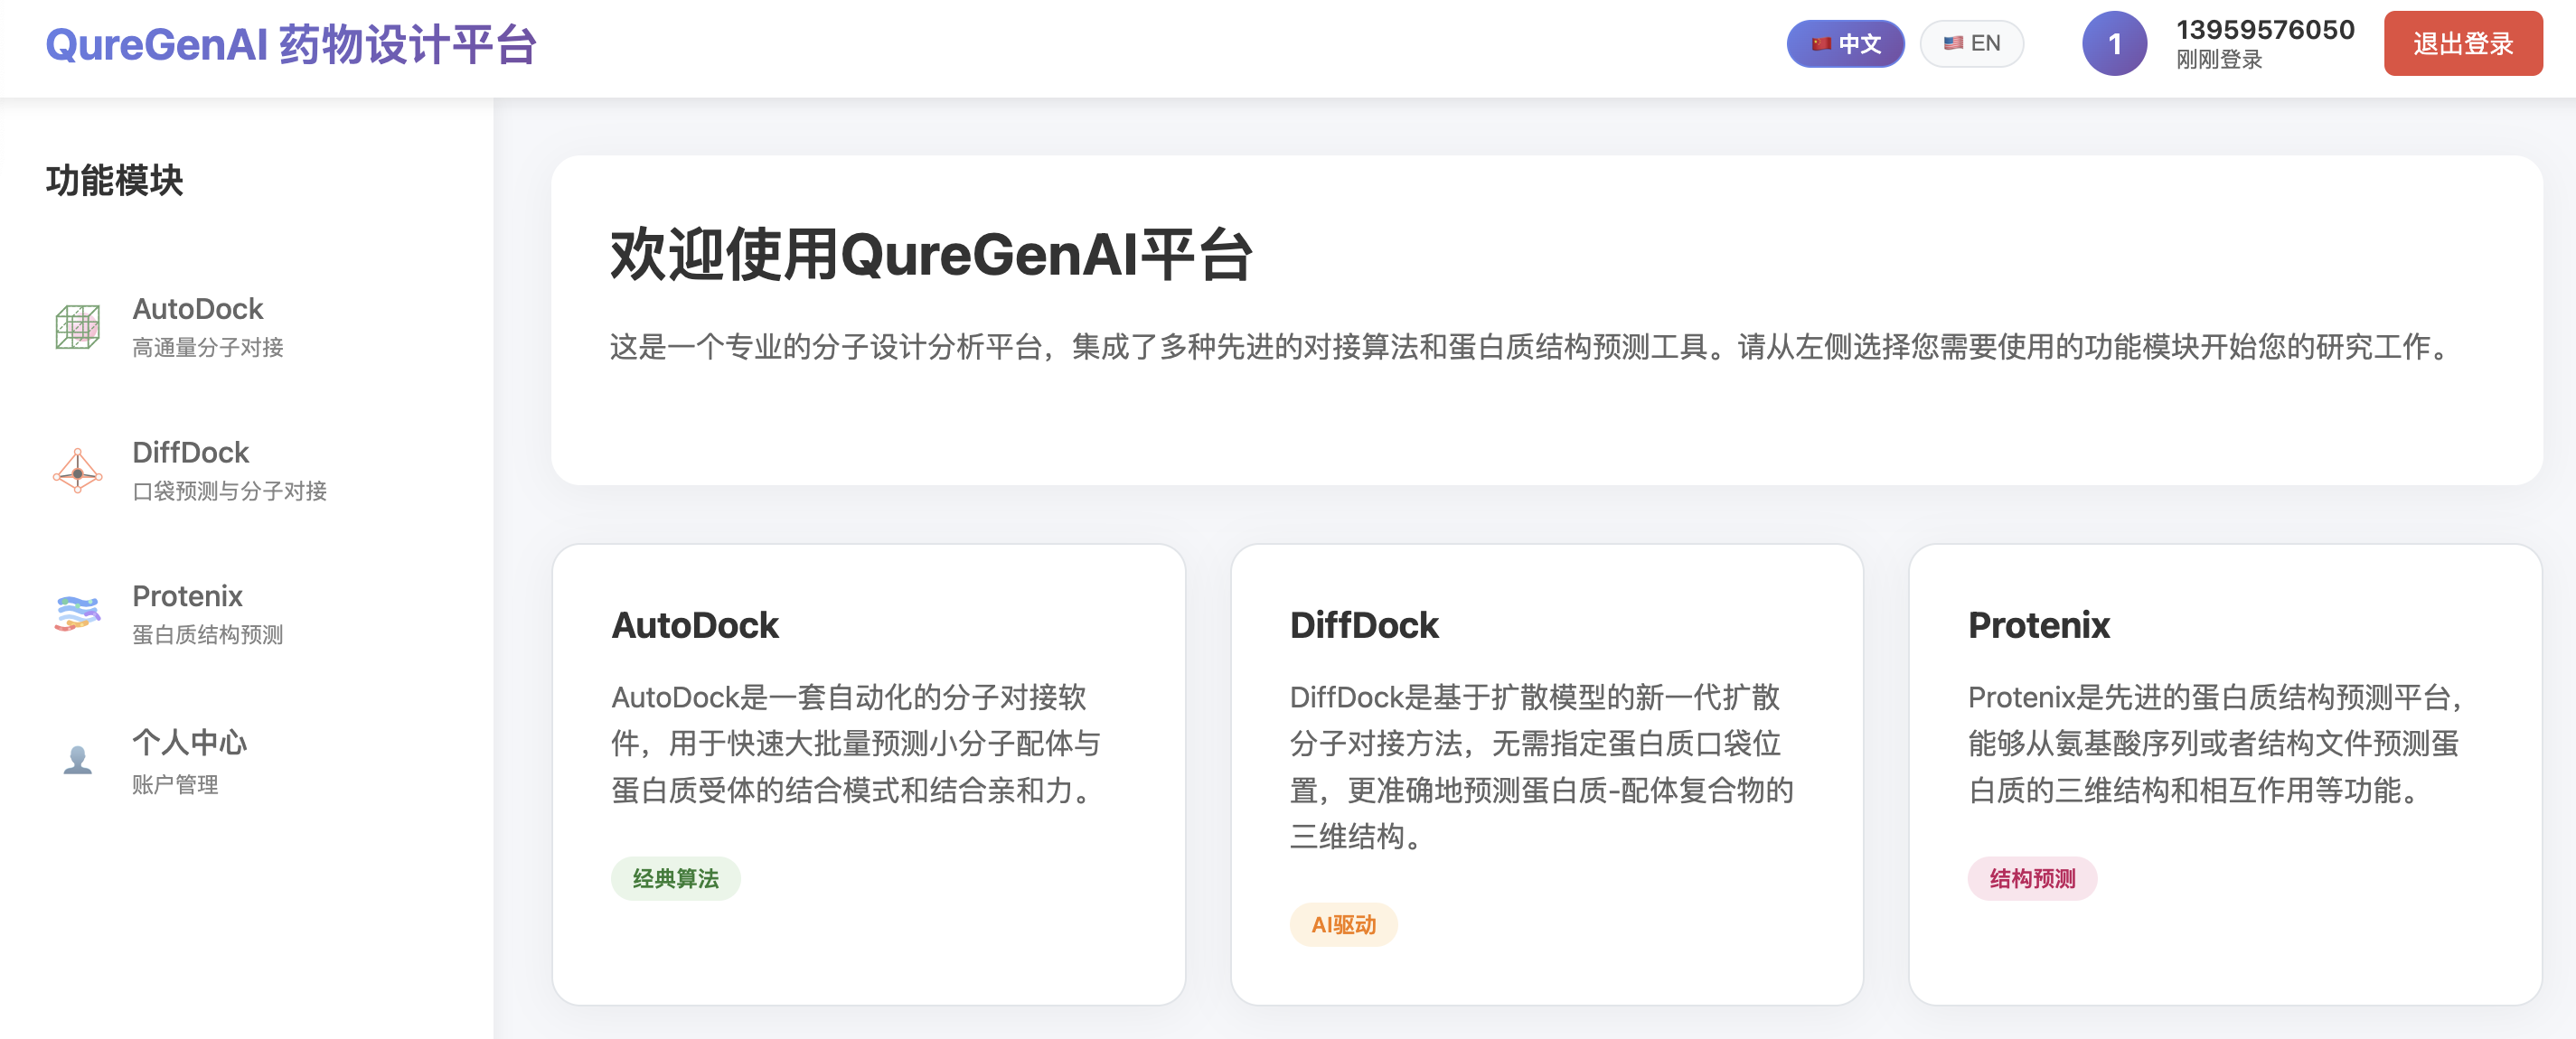 QureGenAI 药物设计平台
🇨🇳 中文
🇺🇸 EN
1
13959576050
刚刚登录
退出登录
功能模块
AutoDock
高通量分子对接
DiffDock
口袋预测与分子对接
Protenix
蛋白质结构预测
个人中心
账户管理
欢迎使用QureGenAI平台
这是一个专业的分子设计分析平台，集成了多种先进的对接算法和蛋白质结构预测工具。请从左侧选择您需要使用的功能模块开始您的研究工作。
AutoDock
AutoDock是一套自动化的分子对接软
件，用于快速大批量预测小分子配体与
蛋白质受体的结合模式和结合亲和力。
经典算法
DiffDock
DiffDock是基于扩散模型的新一代扩散
分子对接方法，无需指定蛋白质口袋位
置，更准确地预测蛋白质-配体复合物的
三维结构。
AI驱动
Protenix
Protenix是先进的蛋白质结构预测平台，
能够从氨基酸序列或者结构文件预测蛋
白质的三维结构和相互作用等功能。
结构预测